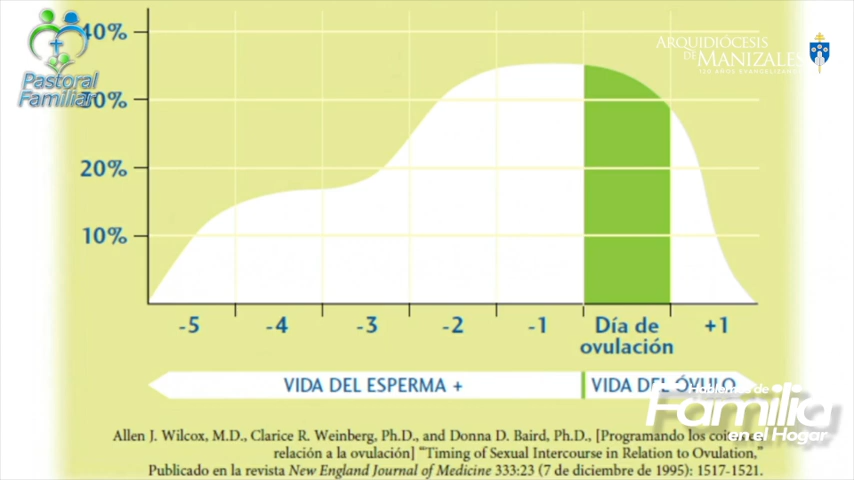 Pastoral
Familiar
ARQUIDIÓCESIS
DE MANIZALES
40%
30%
20%
10%
-5 -4 -3 -2 -1 Día de +1
ovulación
VIDA DEL ESPERMA + VIDA DEL ÓVULO
Familia
en el Hogar
Allen J. Wilcox, M.D., Clarice R. Weinberg, Ph.D., and Donna D. Baird, Ph.D., [Programando los
relación a la ovulación] “Timing of Sexual Intercourse in Relation to Ovulation,”
Publicado en la revista New England Journal of Medicine 333:23 (7 de diciembre de 1995): 1517-1521.